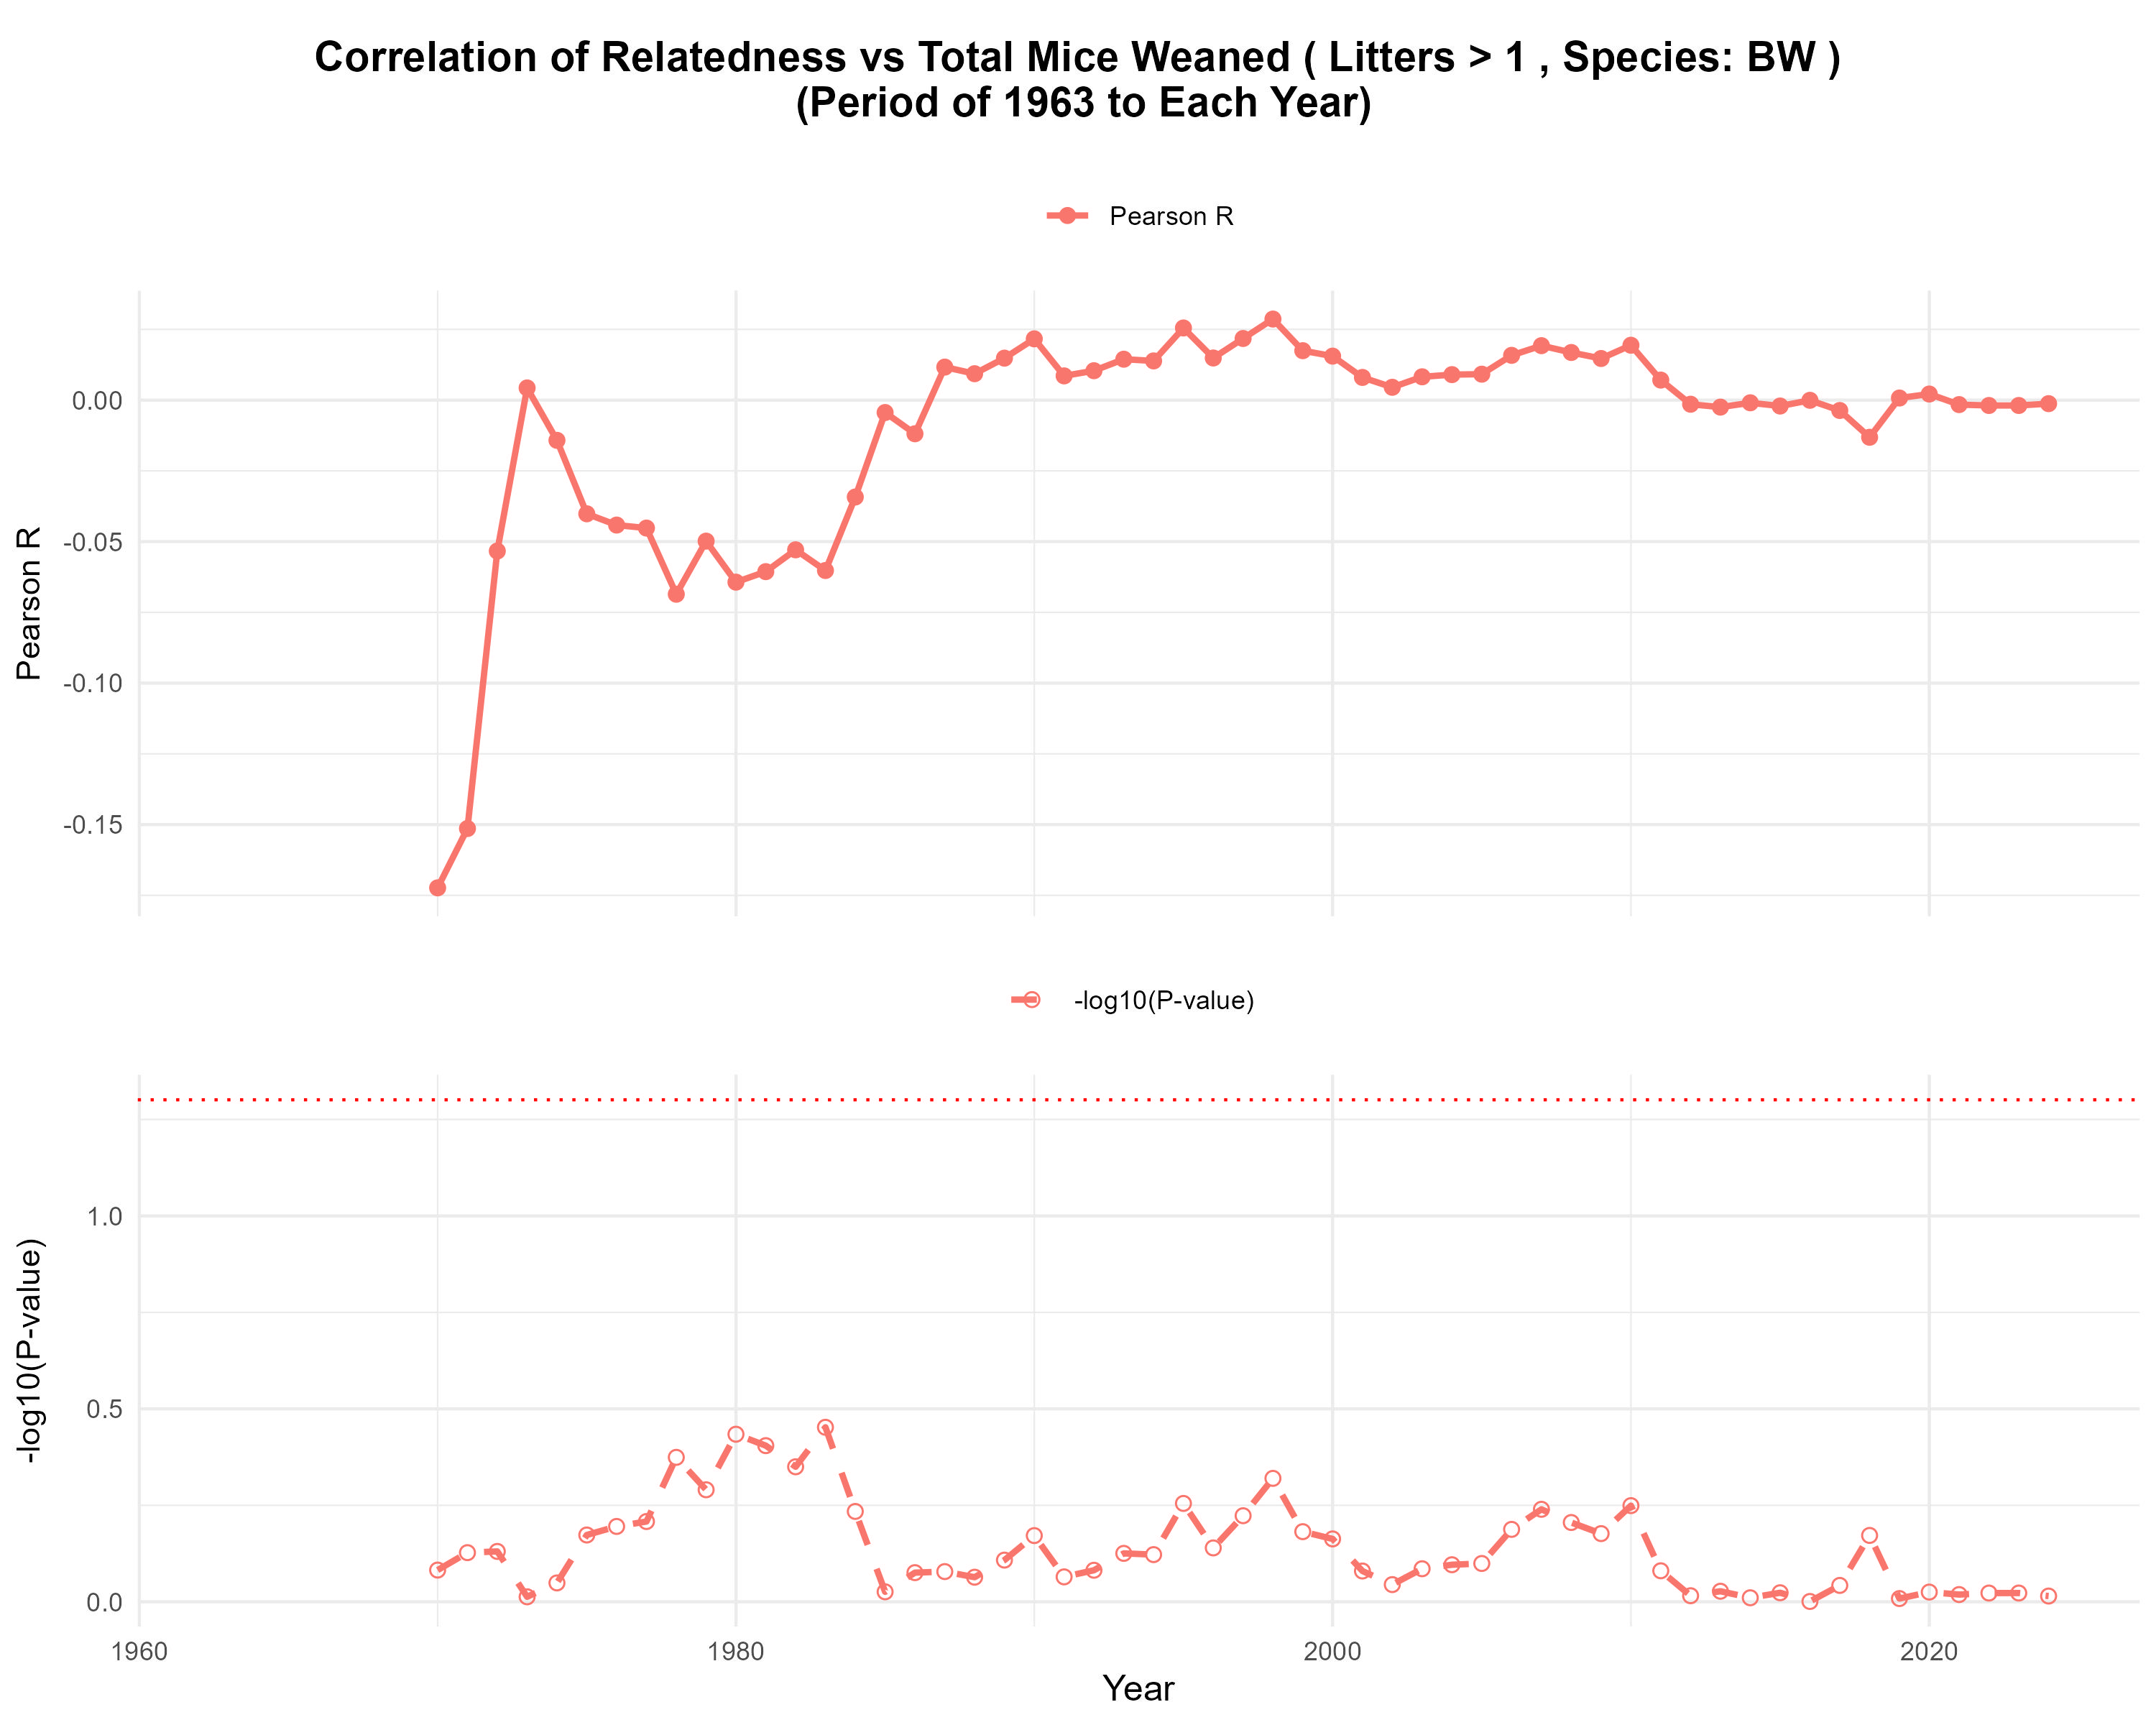 Correlation of Relatedness vs Total Mice Weaned ( Litters > 1 , Species: BW )
(Period of 1963 to Each Year)
Pearson R
0.00
-0.05
-0.10
-0.15
Pearson R
-log10(P-value)
1.0
0.5
0.0
-log10(P-value)
1960 1980 2000 2020
Year